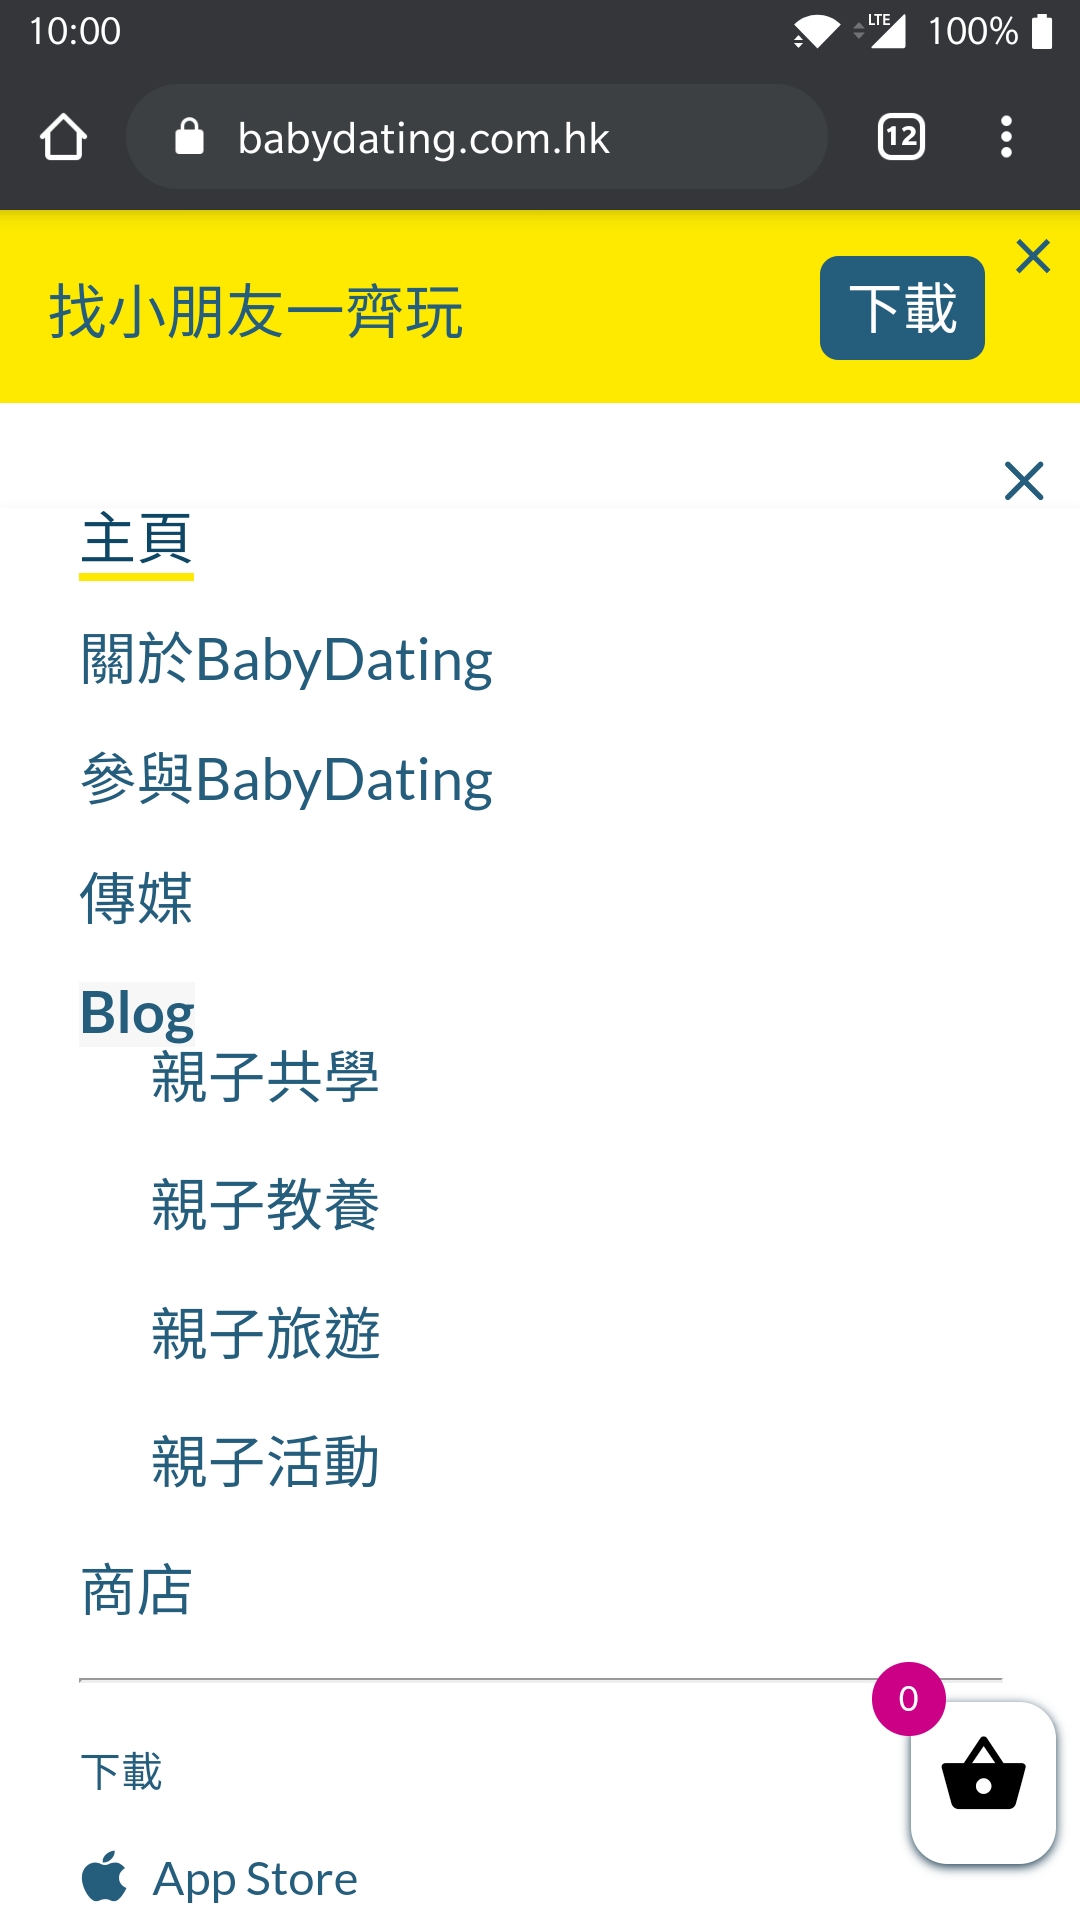 10:00
LTE
100%
babydating.com.hk
12
找小朋友一齊玩
下載
主頁
關於BabyDating
參與BabyDating
傳媒
Blog
親子共學
親子教養
親子旅遊
親子活動
商店
0
下載
App Store